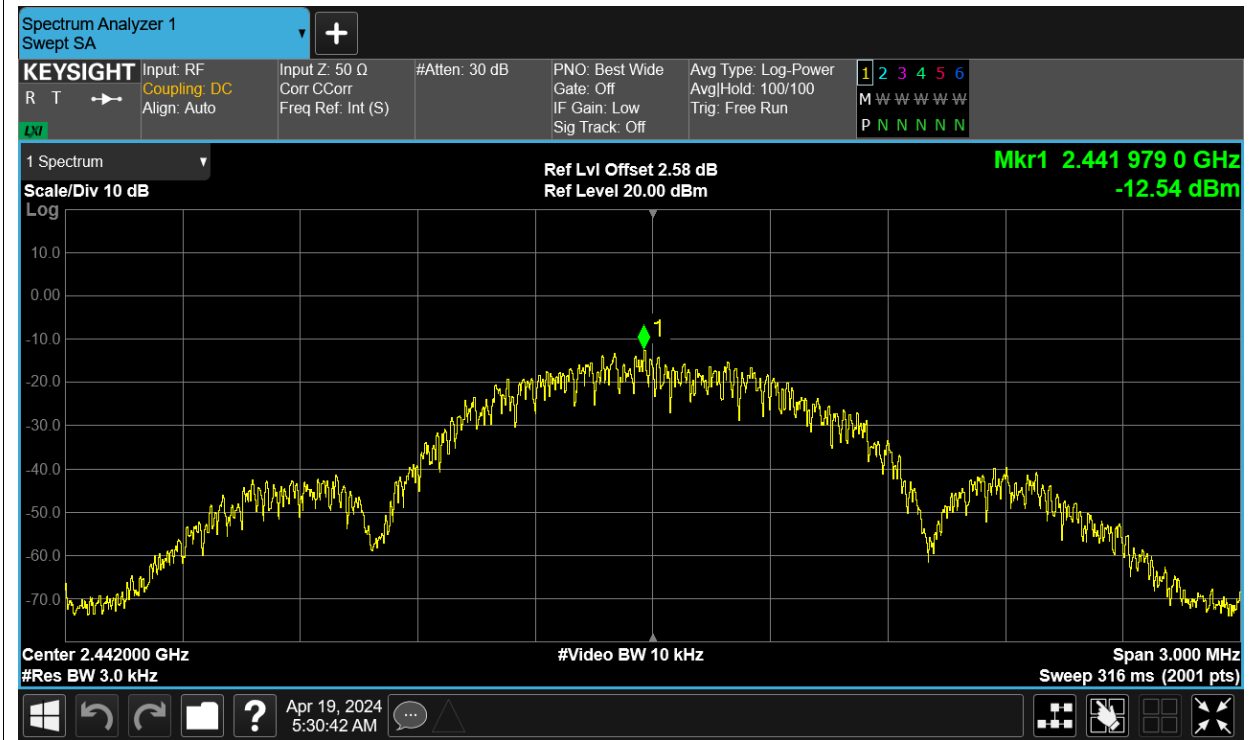 Spectrum Analyzer 1
Swept SA
KEYSIGHT
R T
LXI
Input: RF
Coupling: DC
Align: Auto
Input Z: 50 Ω
Corr CCorr
Freq Ref: Int (S)
#Atten: 30 dB
PNO: Best Wide
Gate: Off
IF Gain: Low
Sig Track: Off
Avg Type: Log-Power
Avg|Hold: 100/100
Trig: Free Run
1 2 3 4 5 6
M W W W W W
P N N N N N
1 Spectrum
Scale/Div 10 dB
Ref Lvl Offset 2.58 dB
Ref Level 20.00 dBm
Mkr1 2.441 979 0 GHz
-12.54 dBm
Log
10.0
0.00
-10.0
-20.0
-30.0
-40.0
-50.0
-60.0
-70.0
1
Center 2.442000 GHz
#Res BW 3.0 kHz
#Video BW 10 kHz
Span 3.000 MHz
Sweep 316 ms (2001 pts)
?
Apr 19, 2024
5:30:42 AM